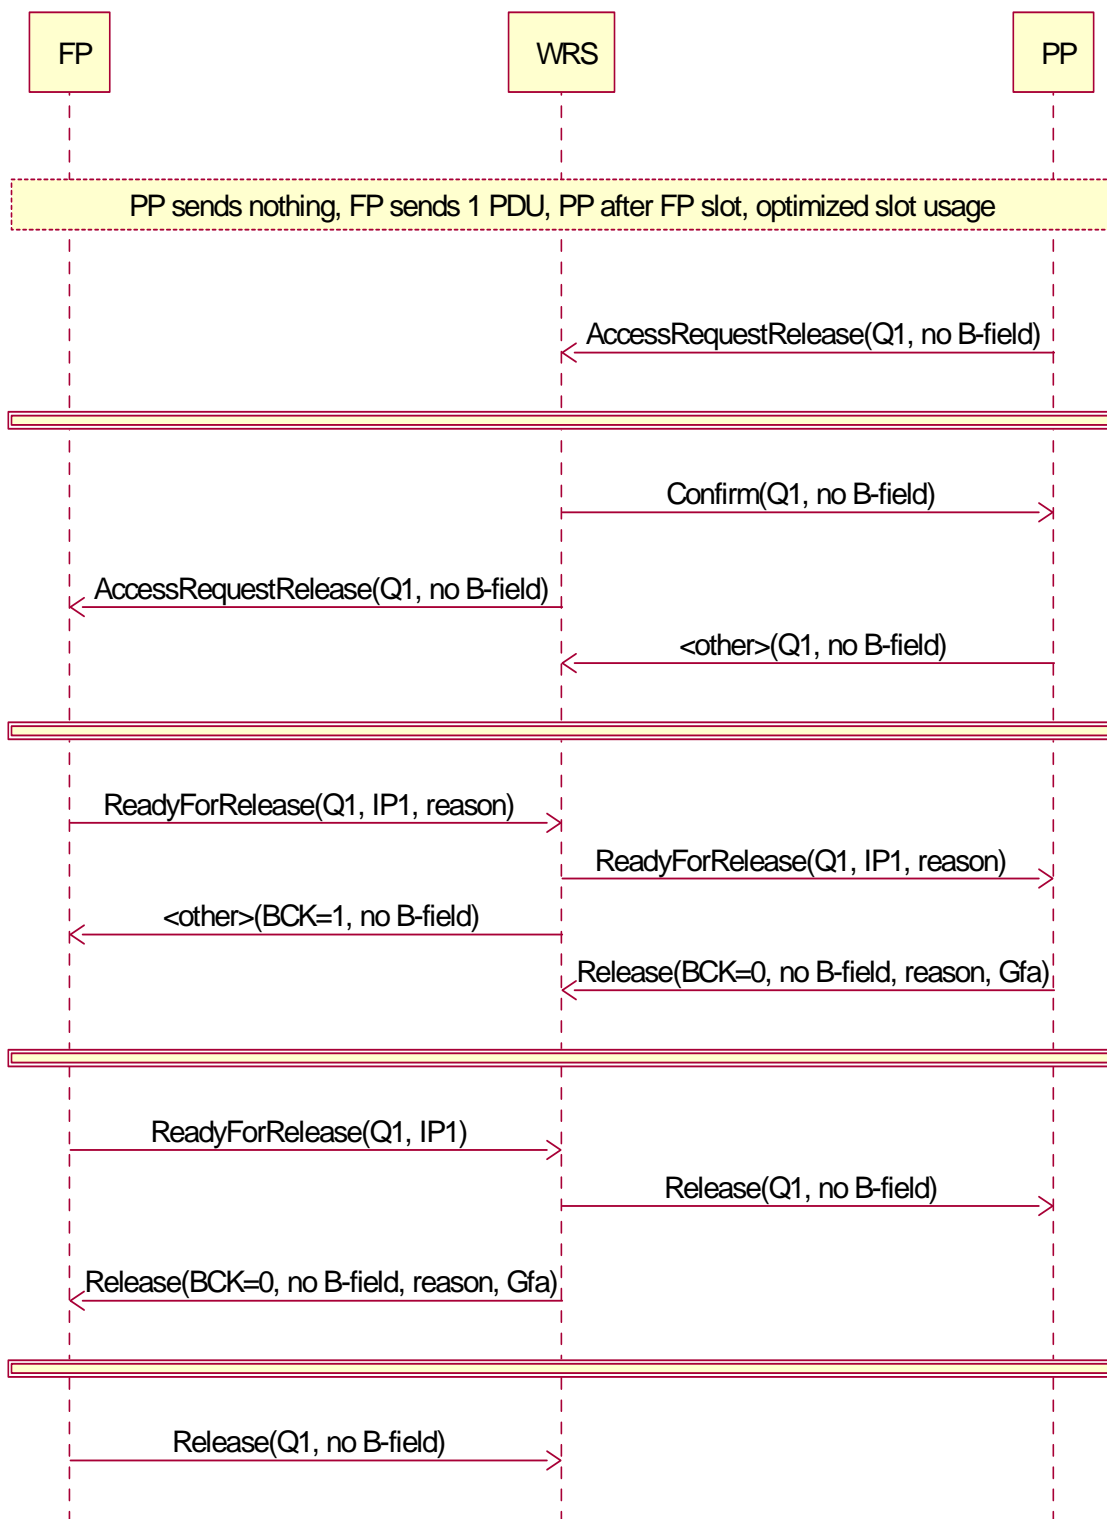 FP
WRS
PP
PP sends nothing, FP sends 1 PDU, PP after FP slot, optimized slot usage
AccessRequestRelease(Q1, no B-field)
Confirm(Q1, no B-field)
AccessRequestRelease(Q1, no B-field)
<other>(Q1, no B-field)
ReadyForRelease(Q1, IP1, reason)
ReadyForRelease(Q1, IP1, reason)
<other>(BCK=1, no B-field)
Release(BCK=0, no B-field, reason, Gfa)
ReadyForRelease(Q1, IP1)
Release(Q1, no B-field)
Release(BCK=0, no B-field, reason, Gfa)
Release(Q1, no B-field)